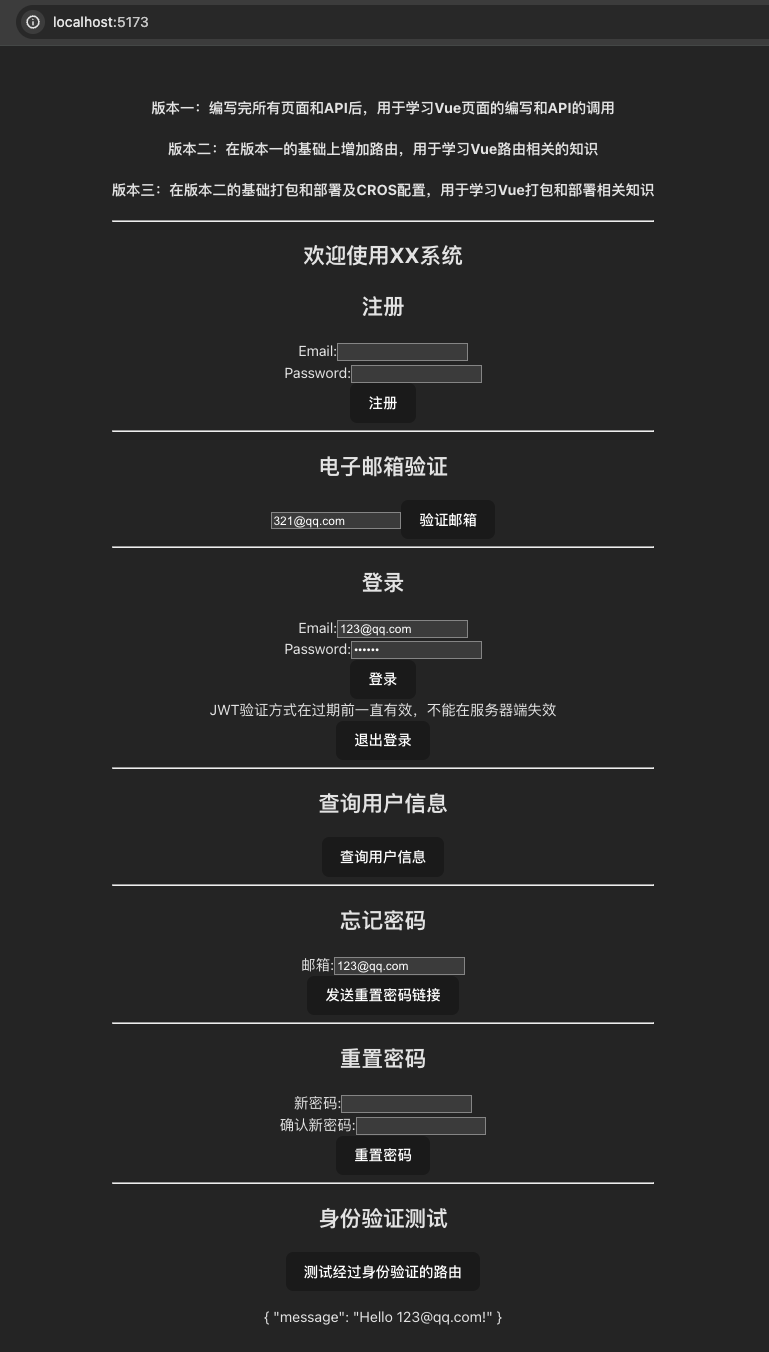 localhost:5173
版本一：编写完所有页面和API后，用于学习Vue页面的编写和API的调用
版本二：在版本一的基础上增加路由，用于学习Vue路由相关的知识
版本三：在版本二的基础打包和部署及CROS配置，用于学习Vue打包和部署相关知识
欢迎使用XX系统
注册
Email:
Password:
注册
电子邮箱验证
321@qq.com 验证邮箱
登录
Email:123@qq.com
Password:••••••
登录
JWT验证方式在过期前一直有效，不能在服务器端失效
退出登录
查询用户信息
查询用户信息
忘记密码
邮箱:123@qq.com
发送重置密码链接
重置密码
新密码:
确认新密码:
重置密码
身份验证测试
测试经过身份验证的路由
{ "message": "Hello 123@qq.com!" }